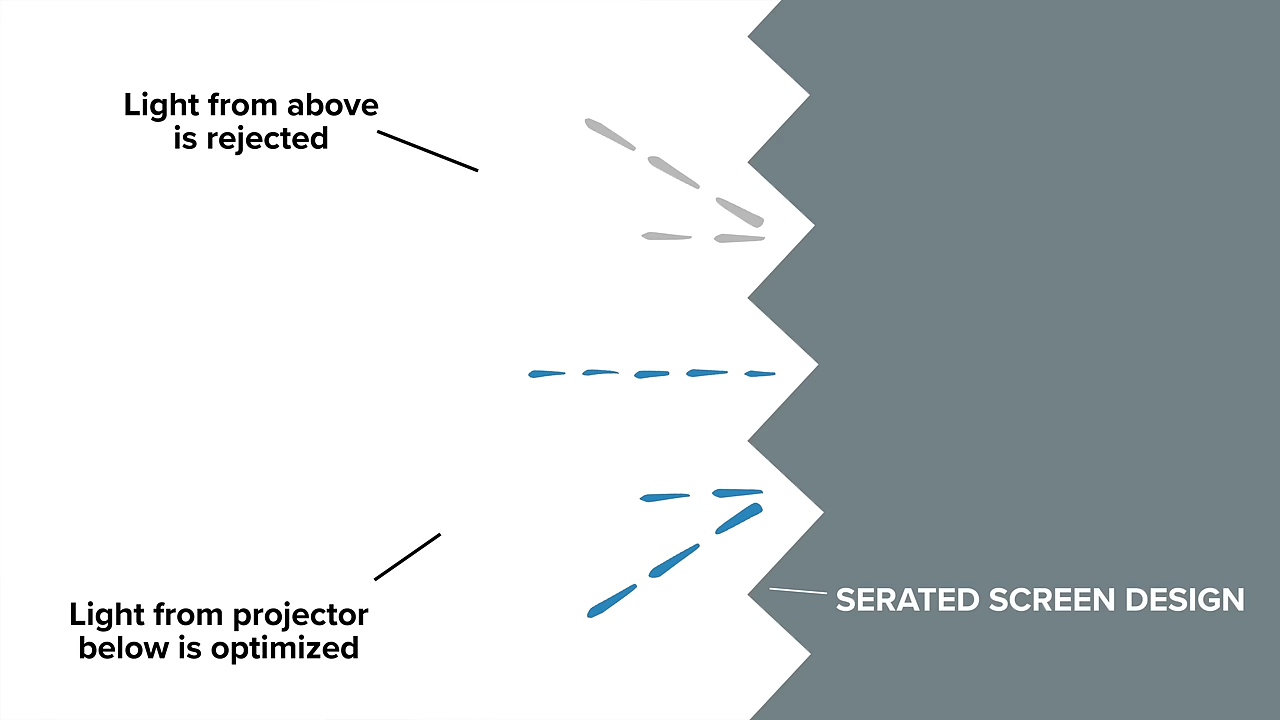 Light from above
is rejected
Light from projector
below is optimized
SERATED SCREEN DESIGN